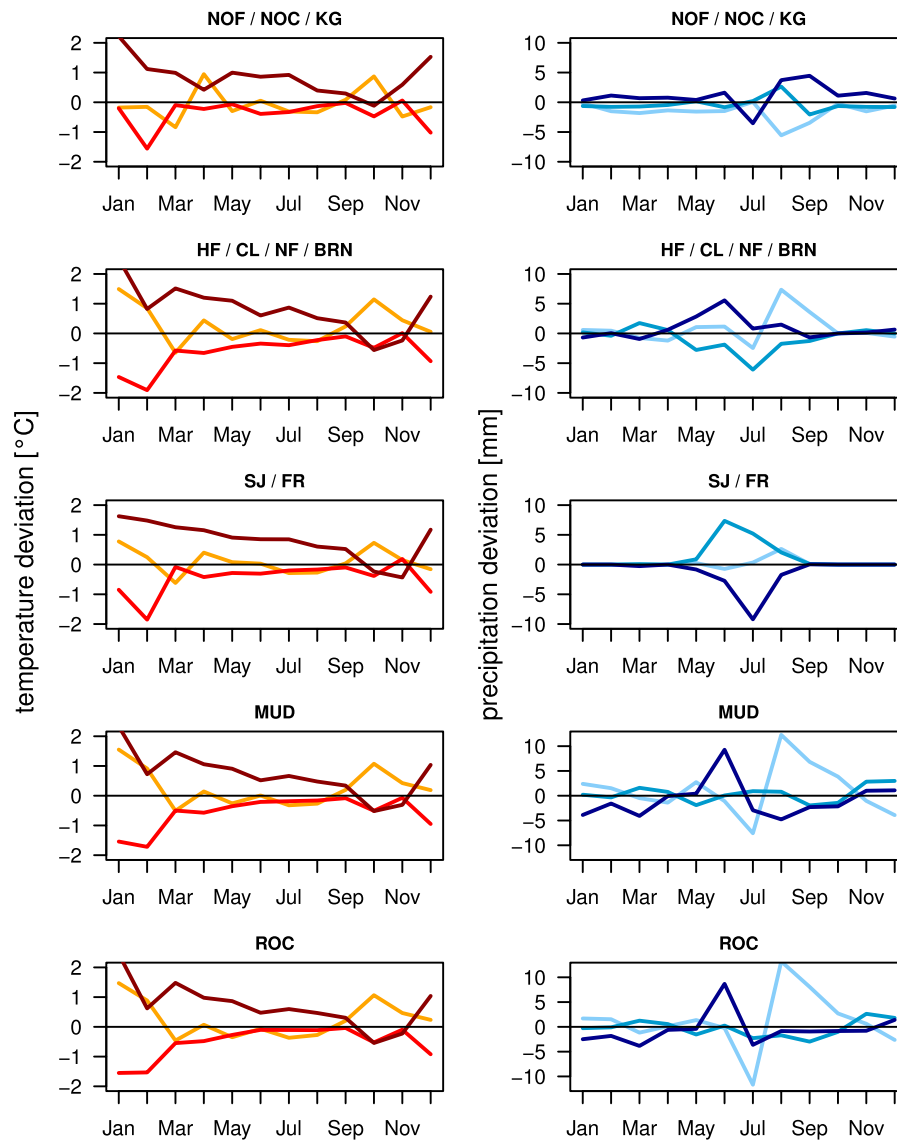 NOF / NOC / KG
2
1
0
−1
−2
Jan Mar May Jul Sep Nov
NOF / NOC / KG
10
5
0
−5
−10
Jan Mar May Jul Sep Nov
HF / CL / NF / BRN
2
1
0
−1
−2
Jan Mar May Jul Sep Nov
HF / CL / NF / BRN
10
5
0
−5
−10
Jan Mar May Jul Sep Nov
temperature deviation [°C]
precipitation deviation [mm]
SJ / FR
2
1
0
−1
−2
Jan Mar May Jul Sep Nov
SJ / FR
10
5
0
−5
−10
Jan Mar May Jul Sep Nov
MUD
2
1
0
−1
−2
Jan Mar May Jul Sep Nov
MUD
10
5
0
−5
−10
Jan Mar May Jul Sep Nov
ROC
2
1
0
−1
−2
Jan Mar May Jul Sep Nov
ROC
10
5
0
−5
−10
Jan Mar May Jul Sep Nov